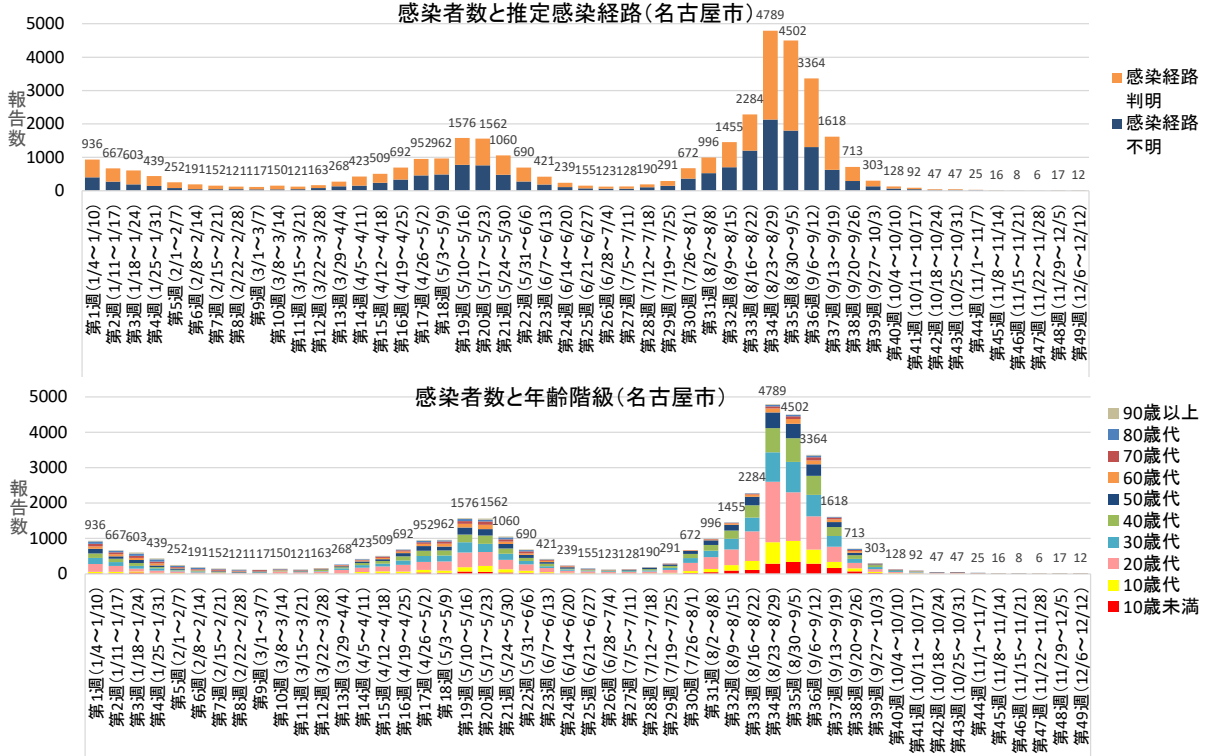 感染者数と推定感染経路(名古屋市)
5000
4000
3000
2000
1000
0
報告数
936 667 603 439 252 191 152 121 117 150 121 163 268 423 509 692 952 962 1576 1562 1060 690 421 239 155 123 128 190 291 672 996 1455 2284 4789 4502 3364 1618 713 303 128 92 47 47 25 16 8 6 17 12
感染経路
判明
感染経路
不明
第1週(1/4～1/10)
第2週(1/11～1/17)
第3週(1/18～1/24)
第4週(1/25～1/31)
第5週(2/1～2/7)
第6週(2/8～2/14)
第7週(2/15～2/21)
第8週(2/22～2/28)
第9週(3/1～3/7)
第10週(3/8～3/14)
第11週(3/15～3/21)
第12週(3/22～3/28)
第13週(3/29～4/4)
第14週(4/5～4/11)
第15週(4/12～4/18)
第16週(4/19～4/25)
第17週(4/26～5/2)
第18週(5/3～5/9)
第19週(5/10～5/16)
第20週(5/17～5/23)
第21週(5/24～5/30)
第22週(5/31～6/6)
第23週(6/7～6/13)
第24週(6/14～6/20)
第25週(6/21～6/27)
第26週(6/28～7/4)
第27週(7/5～7/11)
第28週(7/12～7/18)
第29週(7/19～7/25)
第30週(7/26～8/1)
第31週(8/2～8/8)
第32週(8/9～8/15)
第33週(8/16～8/22)
第34週(8/23～8/29)
第35週(8/30～9/5)
第36週(9/6～9/12)
第37週(9/13～9/19)
第38週(9/20～9/26)
第39週(9/27～10/3)
第40週(10/4～10/10)
第41週(10/11～10/17)
第42週(10/18～10/24)
第43週(10/25～10/31)
第44週(11/1～11/7)
第45週(11/8～11/14)
第46週(11/15～11/21)
第47週(11/22～11/28)
第48週(11/29～12/5)
第49週(12/6～12/12)
感染者数と年齢階級(名古屋市)
5000
4000
3000
2000
1000
0
報告数
936 667 603 439 252 191 152 121 117 150 121 163 268 423 509 692 952 962 1576 1562 1060 690 421 239 155 123 128 190 291 672 996 1455 2284 4789 4502 3364 1618 713 303 128 92 47 47 25 16 8 6 17 12
90歳以上
80歳代
70歳代
60歳代
50歳代
40歳代
30歳代
20歳代
10歳代
10歳未満
第1週(1/4～1/10)
第2週(1/11～1/17)
第3週(1/18～1/24)
第4週(1/25～1/31)
第5週(2/1～2/7)
第6週(2/8～2/14)
第7週(2/15～2/21)
第8週(2/22～2/28)
第9週(3/1～3/7)
第10週(3/8～3/14)
第11週(3/15～3/21)
第12週(3/22～3/28)
第13週(3/29～4/4)
第14週(4/5～4/11)
第15週(4/12～4/18)
第16週(4/19～4/25)
第17週(4/26～5/2)
第18週(5/3～5/9)
第19週(5/10～5/16)
第20週(5/17～5/23)
第21週(5/24～5/30)
第22週(5/31～6/6)
第23週(6/7～6/13)
第24週(6/14～6/20)
第25週(6/21～6/27)
第26週(6/28～7/4)
第27週(7/5～7/11)
第28週(7/12～7/18)
第29週(7/19～7/25)
第30週(7/26～8/1)
第31週(8/2～8/8)
第32週(8/9～8/15)
第33週(8/16～8/22)
第34週(8/23～8/29)
第35週(8/30～9/5)
第36週(9/6～9/12)
第37週(9/13～9/19)
第38週(9/20～9/26)
第39週(9/27～10/3)
第40週(10/4～10/10)
第41週(10/11～10/17)
第42週(10/18～10/24)
第43週(10/25～10/31)
第44週(11/1～11/7)
第45週(11/8～11/14)
第46週(11/15～11/21)
第47週(11/22～11/28)
第48週(11/29～12/5)
第49週(12/6～12/12)